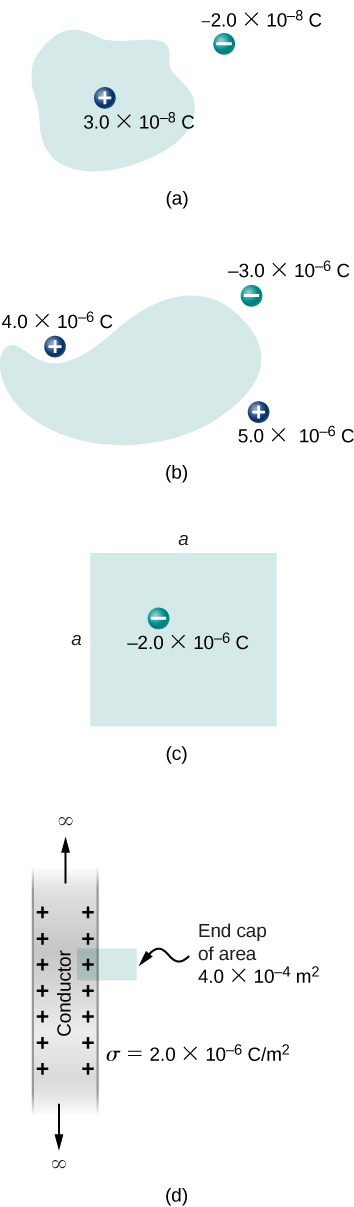 –2.0 × 10⁻⁸ C
3.0 × 10⁻⁸ C
(a)
–3.0 × 10⁻⁶ C
4.0 × 10⁻⁶ C
5.0 × 10⁻⁶ C
(b)
a
a
–2.0 × 10⁻⁶ C
(c)
∞
Conductor
End cap
of area
4.0 × 10⁻⁴ m²
σ = 2.0 × 10⁻⁶ C/m²
∞
(d)